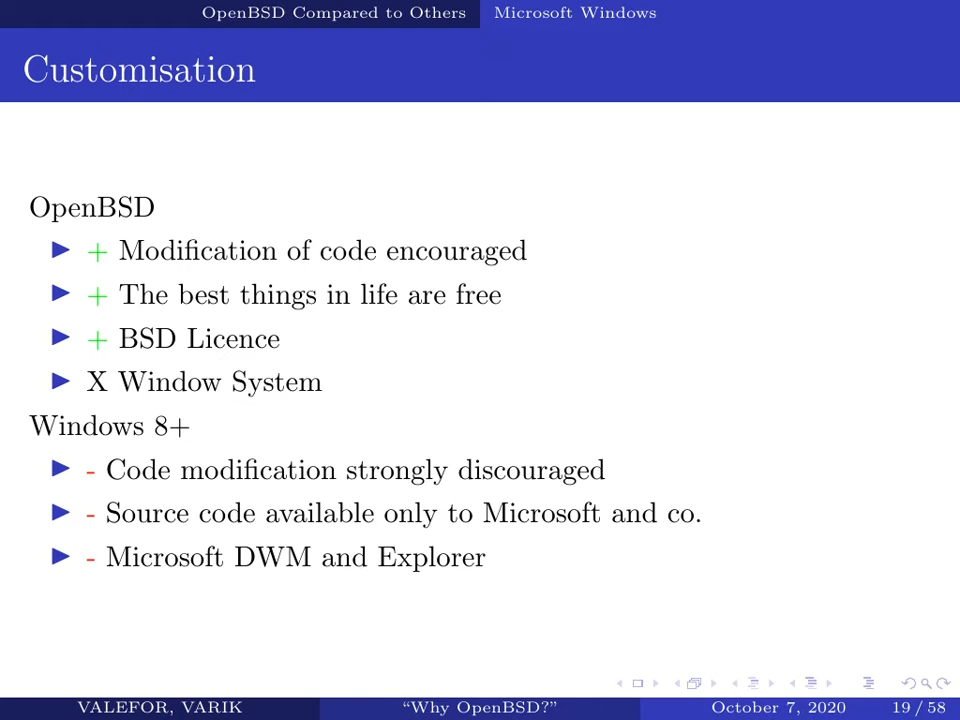 OpenBSD Compared to Others Microsoft Windows
Customisation
OpenBSD
+ Modification of code encouraged
+ The best things in life are free
+ BSD Licence
X Window System
Windows 8+
- Code modification strongly discouraged
- Source code available only to Microsoft and co.
- Microsoft DWM and Explorer
VALEFOR, VARIK “Why OpenBSD?” October 7, 2020 19 / 58